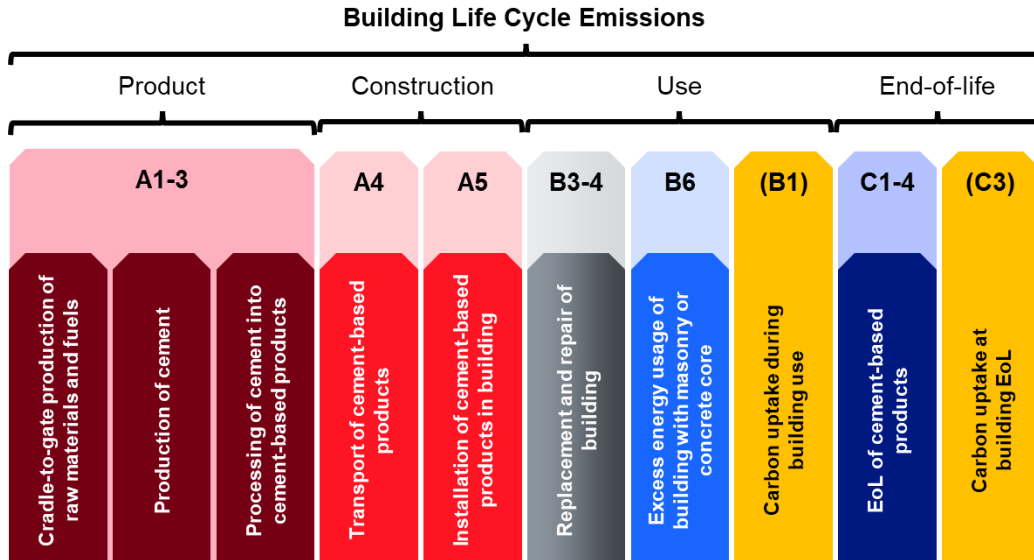 Building Life Cycle Emissions
Product
Construction
Use
End-of-life
A1-3
A4
A5
B3-4
B6
(B1)
C1-4
(C3)
Cradle-to-gate production of
raw materials and fuels
Production of cement
Processing of cement into
cement-based products
Transport of cement-based
products
Installation of cement-based
products in building
Replacement and repair of
building
Excess energy usage of
building with masonry or
concrete core
Carbon uptake during
building use
EoL of cement-based
products
Carbon uptake at
building EoL